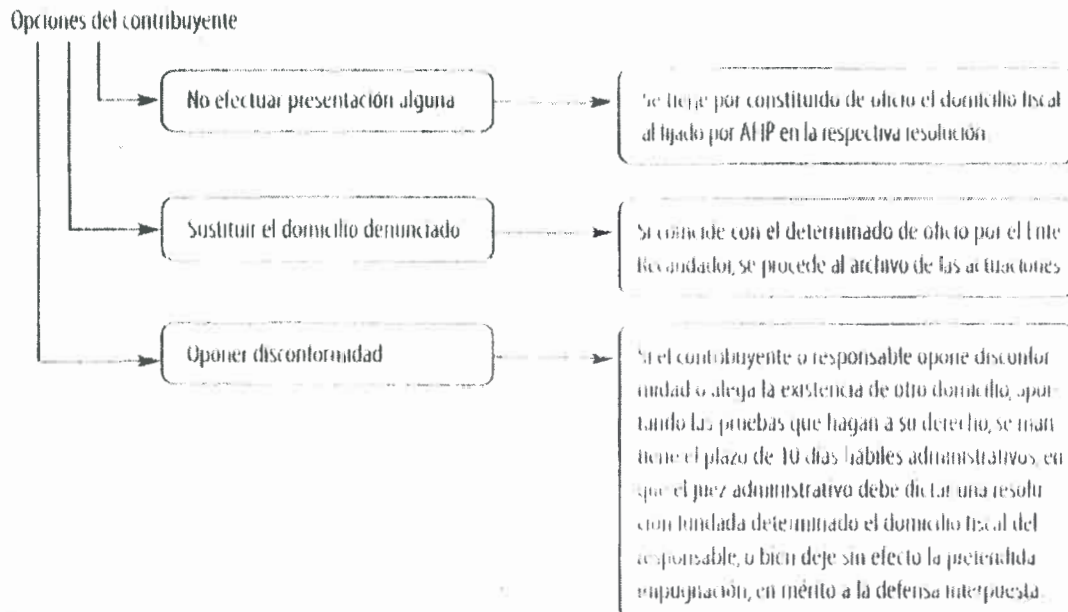 Opciones del contribuyente
No efectuar presentación alguna
Se tiene por constituido de oficio el domicilio fiscal
al fijado por AFIP en la respectiva resolución
Sustituir el domicilio denunciado
Si coincide con el determinado de oficio por el Ente
Recaudador, se procede al archivo de las actuaciones
Oponer disconformidad
Si el contribuyente o responsable opone disconfor
midad o alega la existencia de otro domicilio, apor
tando las pruebas que hagan a su derecho, se man
tiene el plazo de 10 días hábiles administrativos, en
que el juez administrativo debe dictar una resolu
ción fundada determinado el domicilio fiscal del
responsable, o bien deje sin efecto la pretendida
impugnación, en mérito a la defensa interpuesta